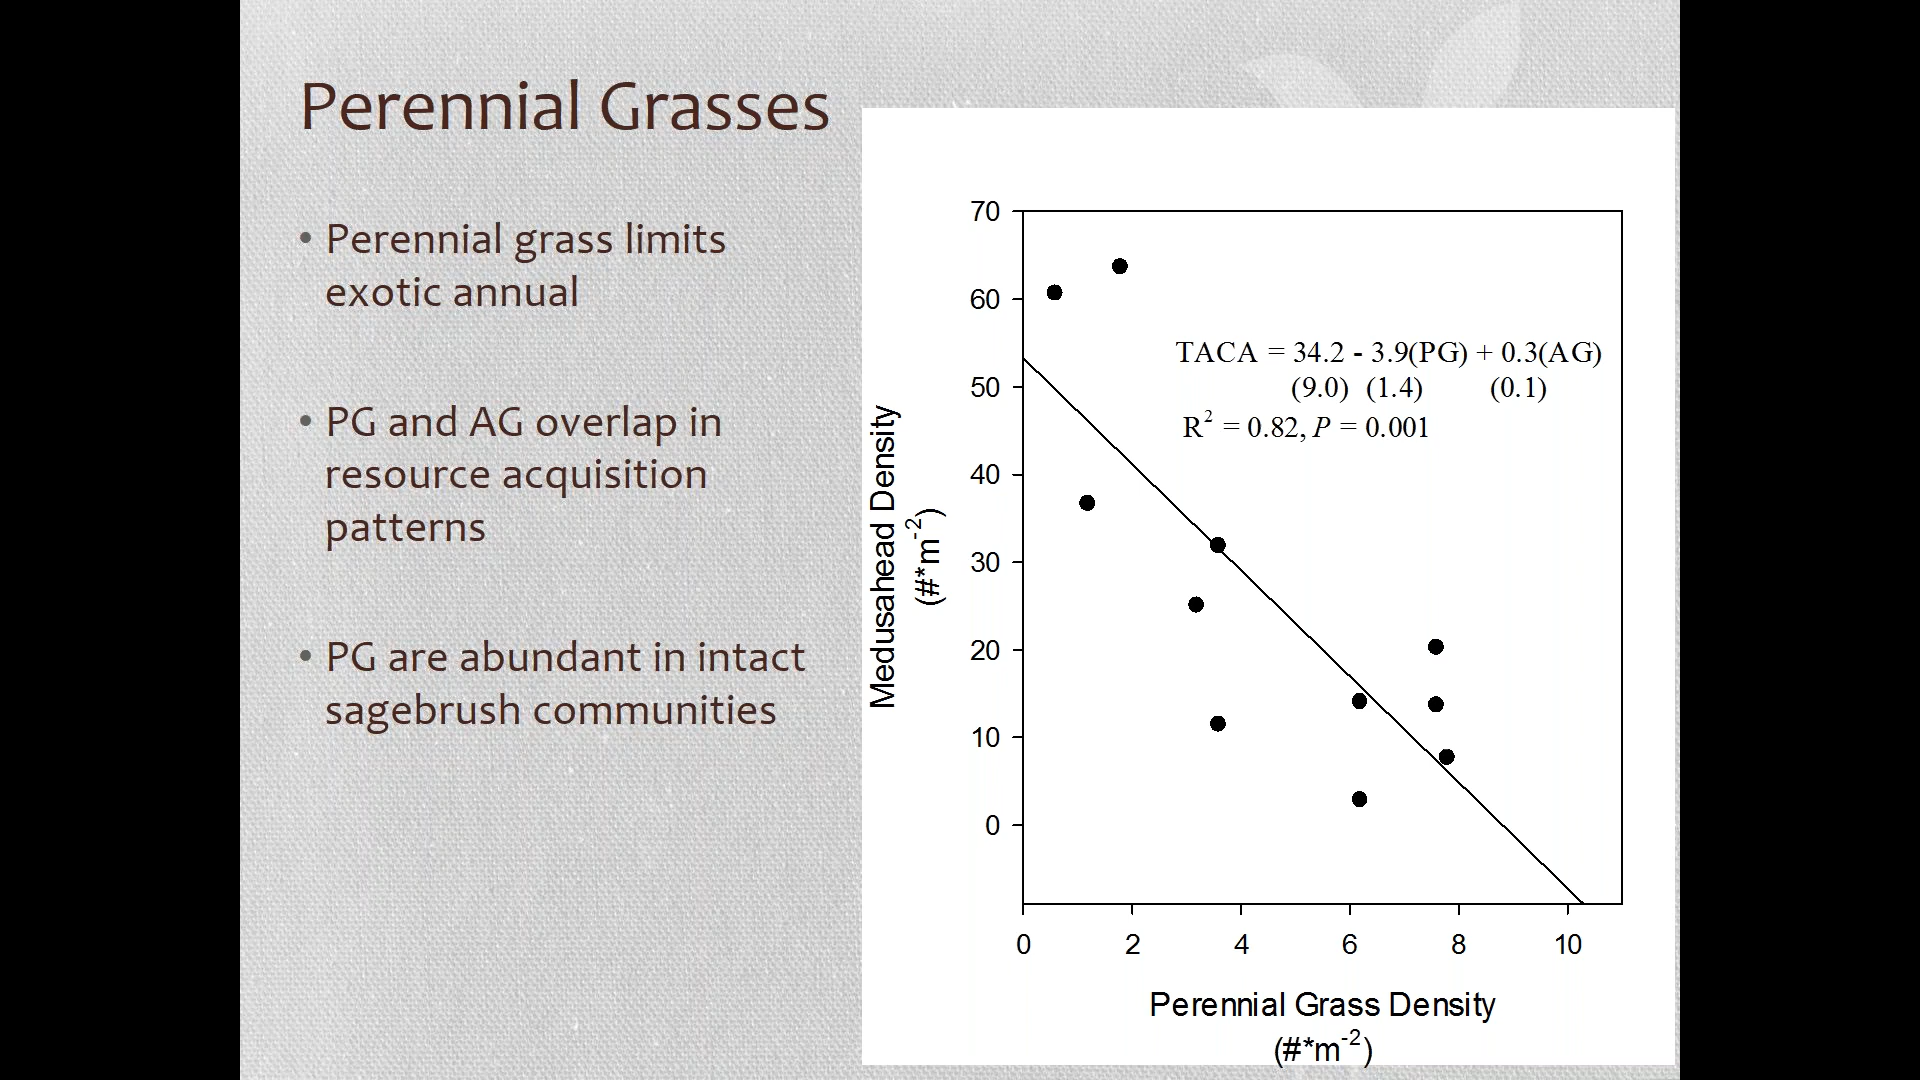 Perennial Grasses
• Perennial grass limits
exotic annual
• PG and AG overlap in
resource acquisition
patterns
• PG are abundant in intact
sagebrush communities
70
60
50
40
30
20
10
0
Medusahead Density
(#*m⁻²)
TACA = 34.2 - 3.9(PG) + 0.3(AG)
(9.0) (1.4) (0.1)
R² = 0.82, P = 0.001
0 2 4 6 8 10
Perennial Grass Density
(#*m⁻²)